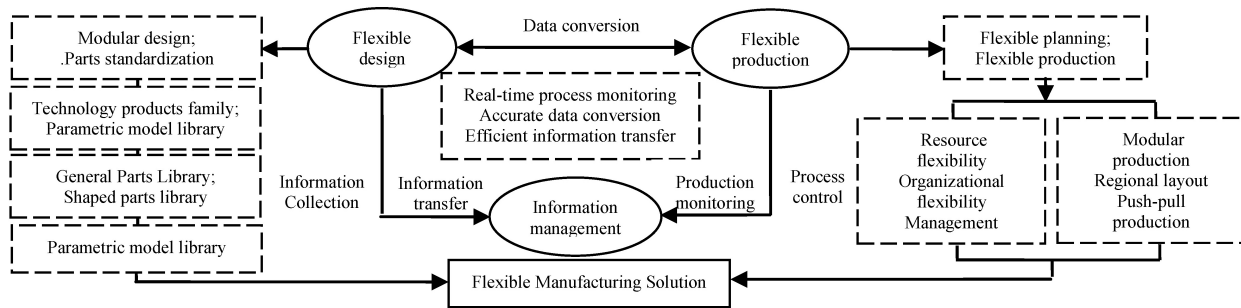 Modular design;
.Parts standardization
Technology products family;
Parametric model library
General Parts Library;
Shaped parts library
Parametric model library
Flexible
design
Data conversion
Flexible
production
Real-time process monitoring
Accurate data conversion
Efficient information transfer
Information
Collection
Information
transfer
Information
management
Production
monitoring
Process
control
Flexible planning;
Flexible production
Resource
flexibility
Organizational
flexibility
Management
Modular
production
Regional layout
Push-pull
production
Flexible Manufacturing Solution